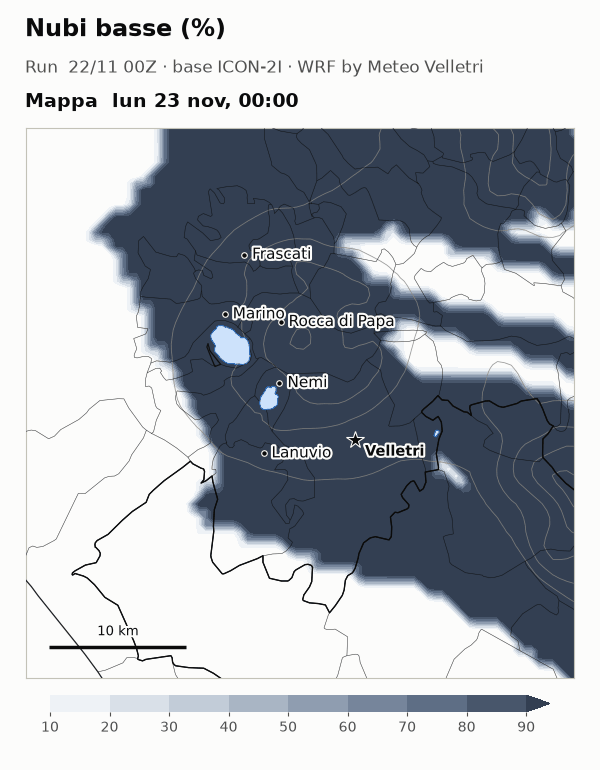 Nubi basse (%)
Run  22/11 00Z · base ICON-2I · WRF by Meteo Velletri
Mappa  lun 23 nov, 00:00
Frascati
Marino
Rocca di Papa
Nemi
Velletri
Lanuvio
10 km
10 20 30 40 50 60 70 80 90